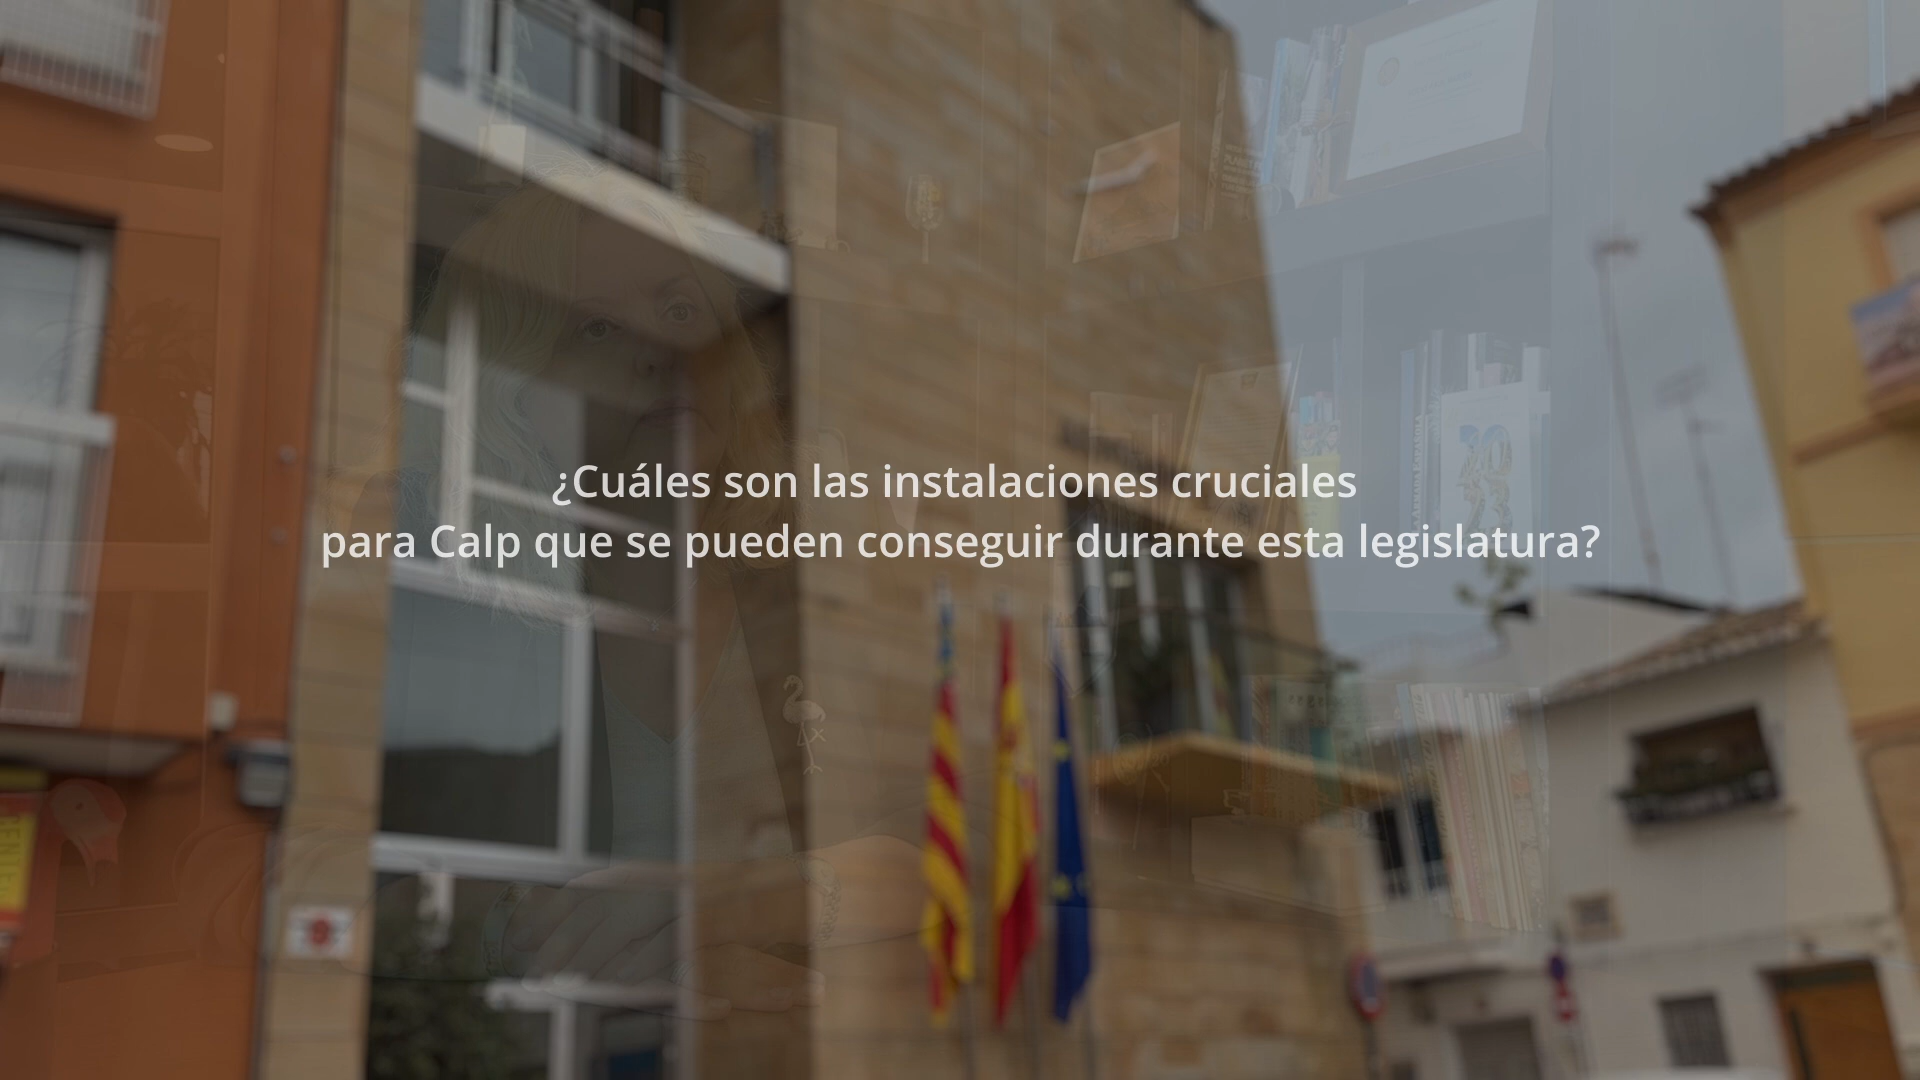 ¿Cuáles son las instalaciones cruciales
para Calp que se pueden conseguir durante esta legislatura?